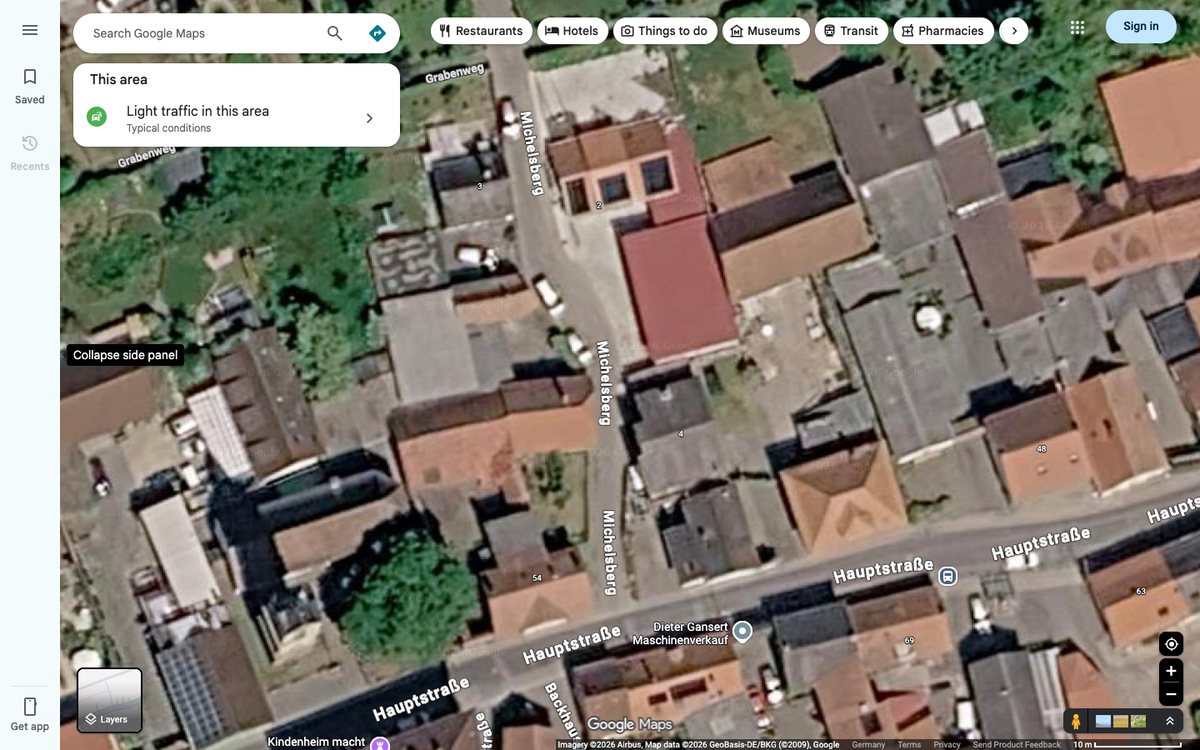 Search Google Maps
Restaurants
Hotels
Things to do
Museums
Transit
Pharmacies
Sign in
Saved
Recents
This area
Light traffic in this area
Typical conditions
Grabenweg
Grabenweg
Michelsberg
3
2
Collapse side panel
Michelsberg
4
48
Michelsberg
54
Hauptstraße
Hauptstraße
Hauptstraße
Hauptstraße
63
69
Dieter Gansert
Maschinenverkauf
Kindenheim macht
Layers
Get app
Google Maps
Imagery ©2026 Airbus, Map data ©2026 GeoBasis-DE/BKG (©2009), Google
Germany
Terms
Privacy
Send Product Feedback
10 m